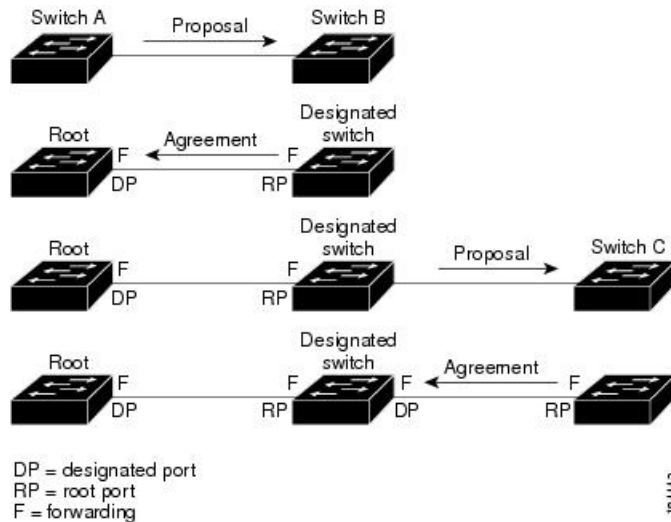 Switch A
Proposal
Switch B
Root
F
Agreement
F
Designated
switch
DP
RP
Root
F
F
Designated
switch
Proposal
Switch C
DP
RP
Root
F
F
Designated
switch
F
Agreement
F
DP
RP
DP
RP
DP = designated port
RP = root port
F = forwarding